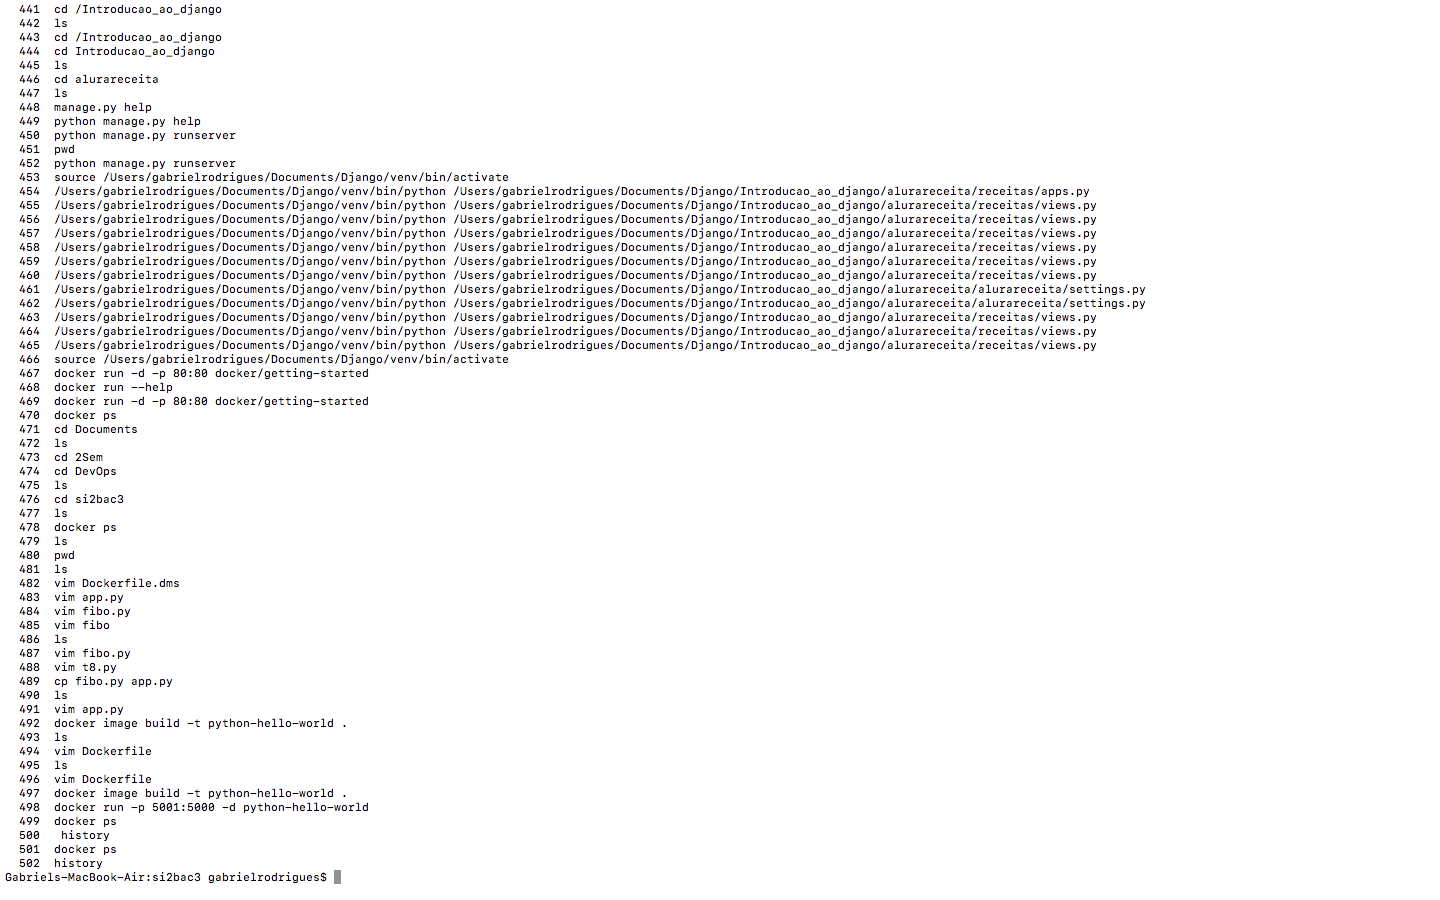 441  cd /Introducao_ao_django
442  ls
443  cd /Introducao_ao_django
444  cd Introducao_ao_django
445  ls
446  cd alurareceita
447  ls
448  manage.py help
449  python manage.py help
450  python manage.py runserver
451  pwd
452  python manage.py runserver
453  source /Users/gabrielrodrigues/Documents/Django/venv/bin/activate
454  /Users/gabrielrodrigues/Documents/Django/venv/bin/python /Users/gabrielrodrigues/Documents/Django/Introducao_ao_django/alurareceita/receitas/apps.py
455  /Users/gabrielrodrigues/Documents/Django/venv/bin/python /Users/gabrielrodrigues/Documents/Django/Introducao_ao_django/alurareceita/receitas/views.py
456  /Users/gabrielrodrigues/Documents/Django/venv/bin/python /Users/gabrielrodrigues/Documents/Django/Introducao_ao_django/alurareceita/receitas/views.py
457  /Users/gabrielrodrigues/Documents/Django/venv/bin/python /Users/gabrielrodrigues/Documents/Django/Introducao_ao_django/alurareceita/receitas/views.py
458  /Users/gabrielrodrigues/Documents/Django/venv/bin/python /Users/gabrielrodrigues/Documents/Django/Introducao_ao_django/alurareceita/receitas/views.py
459  /Users/gabrielrodrigues/Documents/Django/venv/bin/python /Users/gabrielrodrigues/Documents/Django/Introducao_ao_django/alurareceita/receitas/views.py
460  /Users/gabrielrodrigues/Documents/Django/venv/bin/python /Users/gabrielrodrigues/Documents/Django/Introducao_ao_django/alurareceita/receitas/views.py
461  /Users/gabrielrodrigues/Documents/Django/venv/bin/python /Users/gabrielrodrigues/Documents/Django/Introducao_ao_django/alurareceita/alurareceita/settings.py
462  /Users/gabrielrodrigues/Documents/Django/venv/bin/python /Users/gabrielrodrigues/Documents/Django/Introducao_ao_django/alurareceita/alurareceita/settings.py
463  /Users/gabrielrodrigues/Documents/Django/venv/bin/python /Users/gabrielrodrigues/Documents/Django/Introducao_ao_django/alurareceita/receitas/views.py
464  /Users/gabrielrodrigues/Documents/Django/venv/bin/python /Users/gabrielrodrigues/Documents/Django/Introducao_ao_django/alurareceita/receitas/views.py
465  /Users/gabrielrodrigues/Documents/Django/venv/bin/python /Users/gabrielrodrigues/Documents/Django/Introducao_ao_django/alurareceita/receitas/views.py
466  source /Users/gabrielrodrigues/Documents/Django/venv/bin/activate
467  docker run -d -p 80:80 docker/getting-started
468  docker run --help
469  docker run -d -p 80:80 docker/getting-started
470  docker ps
471  cd Documents
472  ls
473  cd 2Sem
474  cd DevOps
475  ls
476  cd si2bac3
477  ls
478  docker ps
479  ls
480  pwd
481  ls
482  vim Dockerfile.dms
483  vim app.py
484  vim fibo.py
485  vim fibo
486  ls
487  vim fibo.py
488  vim t8.py
489  cp fibo.py app.py
490  ls
491  vim app.py
492  docker image build -t python-hello-world .
493  ls
494  vim Dockerfile
495  ls
496  vim Dockerfile
497  docker image build -t python-hello-world .
498  docker run -p 5001:5000 -d python-hello-world
499  docker ps
500   history
501  docker ps
502  history
Gabriels-MacBook-Air:si2bac3 gabrielrodrigues$